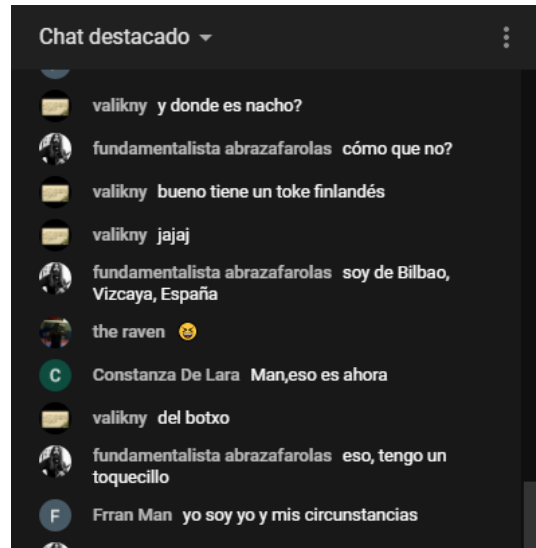 Chat destacado
valikny y donde es nacho?
fundamentalista abrazafarolas cómo que no?
valikny bueno tiene un toke finlandés
valikny jajaj
fundamentalista abrazafarolas soy de Bilbao,
Vizcaya, España
the raven 😆
C Constanza De Lara Man,eso es ahora
valikny del botxo
fundamentalista abrazafarolas eso, tengo un
toquecillo
F Frran Man yo soy yo y mis circunstancias